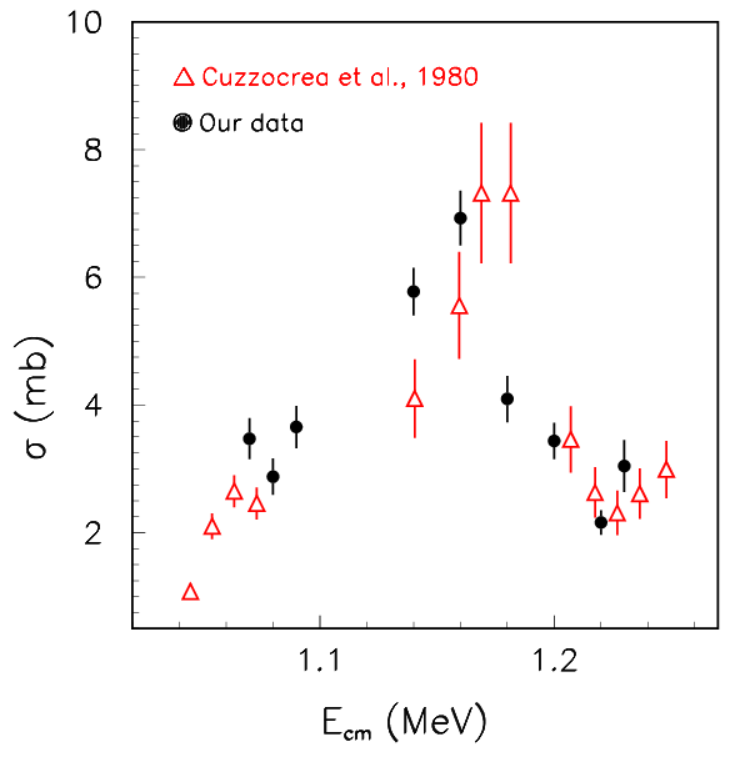 10
Cuzzocrea et al., 1980
Our data
8
6
4
2
σ (mb)
1.1
1.2
Ecm (MeV)